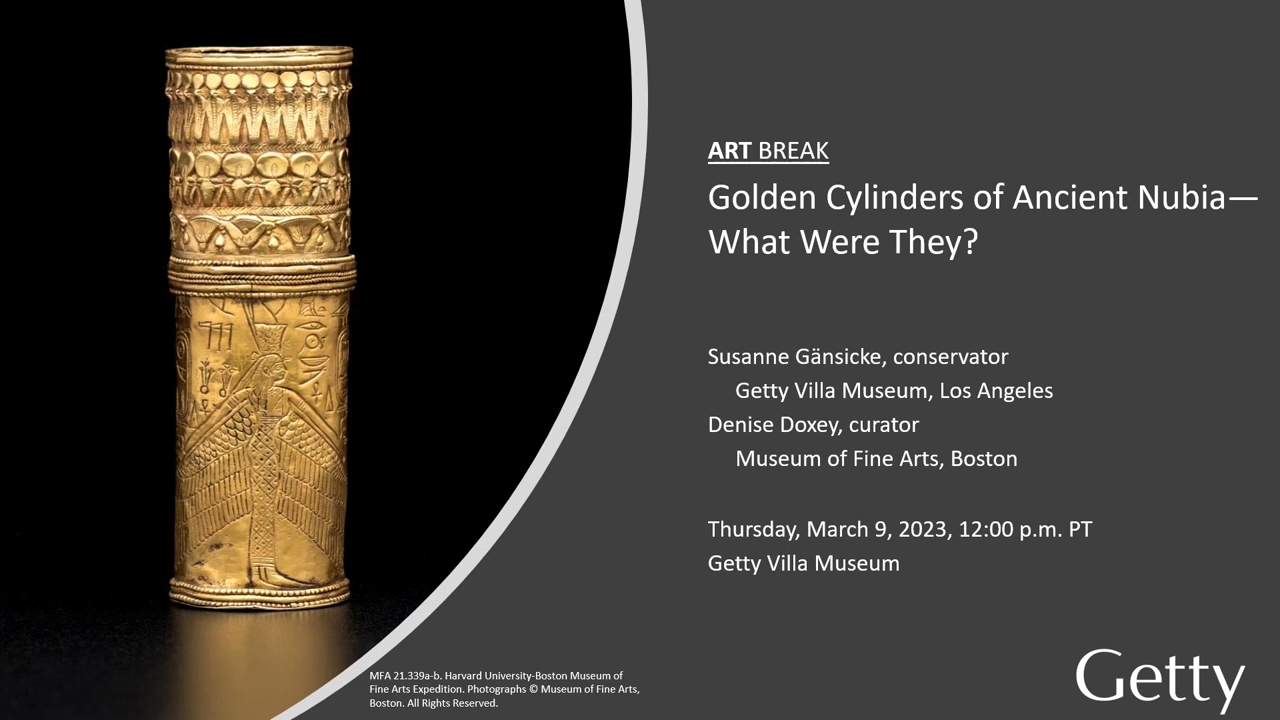 ART BREAK
Golden Cylinders of Ancient Nubia—
What Were They?
Susanne Gänsicke, conservator
Getty Villa Museum, Los Angeles
Denise Doxey, curator
Museum of Fine Arts, Boston
Thursday, March 9, 2023, 12:00 p.m. PT
Getty Villa Museum
MFA 21.339a-b. Harvard University-Boston Museum of
Fine Arts Expedition. Photographs © Museum of Fine Arts,
Boston. All Rights Reserved.
Getty